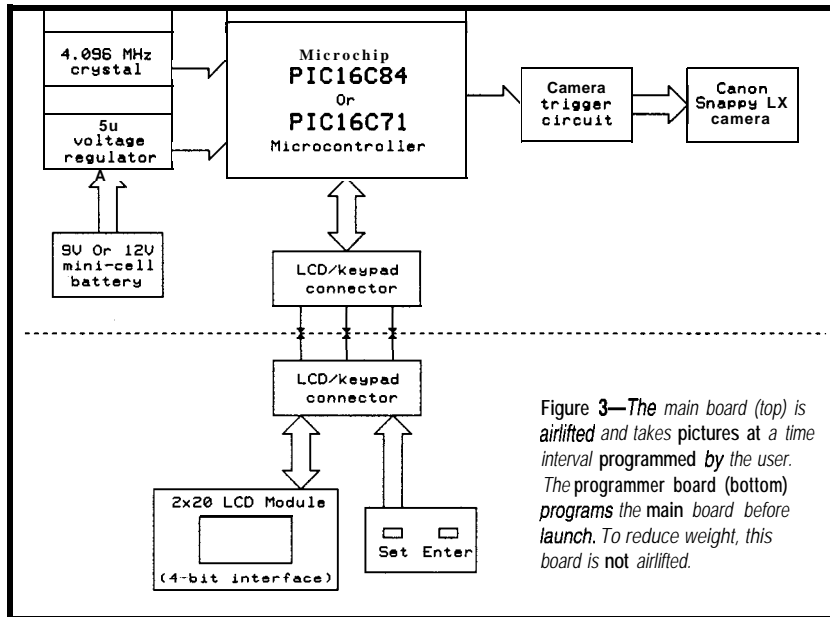 4.096 MHz
crystal
5u
voltage
regulator
A
9V Or 12V
mini-cell
battery
Microchip
PIC16C84
Or
PIC16C71
Microcontroller
Camera
trigger
circuit
Canon
Snappy LX
camera
LCD/keypad
connector
LCD/keypad
connector
2x20 LCD Module
(4-bit interface)
Set Enter
Figure 3—The main board (top) is
airlifted and takes pictures at a time
interval programmed by the user.
The programmer board (bottom)
programs the main board before
launch. To reduce weight, this
board is not airlifted.